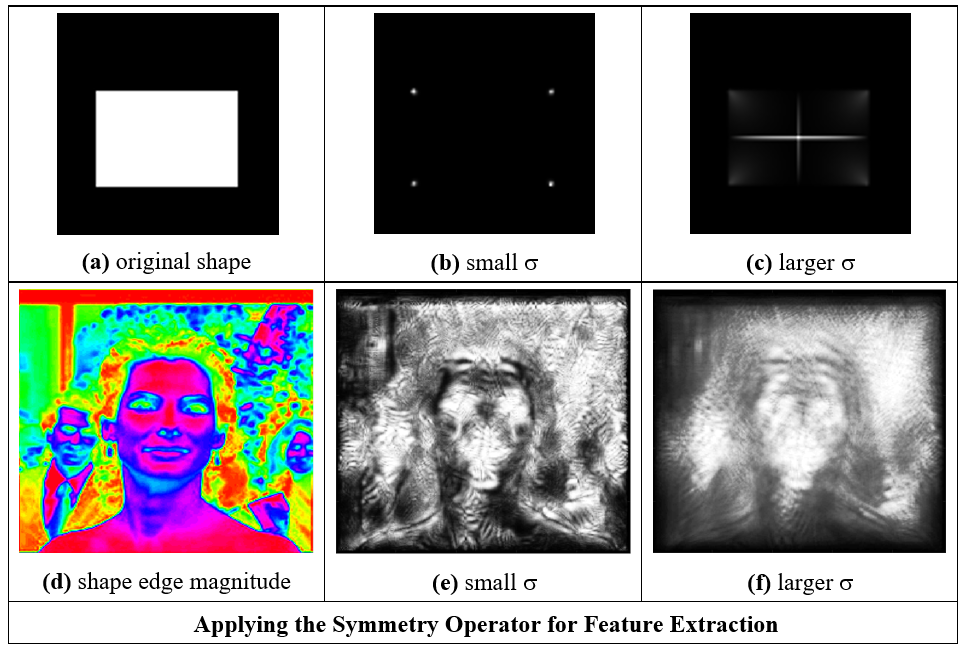 (a) original shape
(b) small σ
(c) larger σ
(d) shape edge magnitude
(e) small σ
(f) larger σ
Applying the Symmetry Operator for Feature Extraction